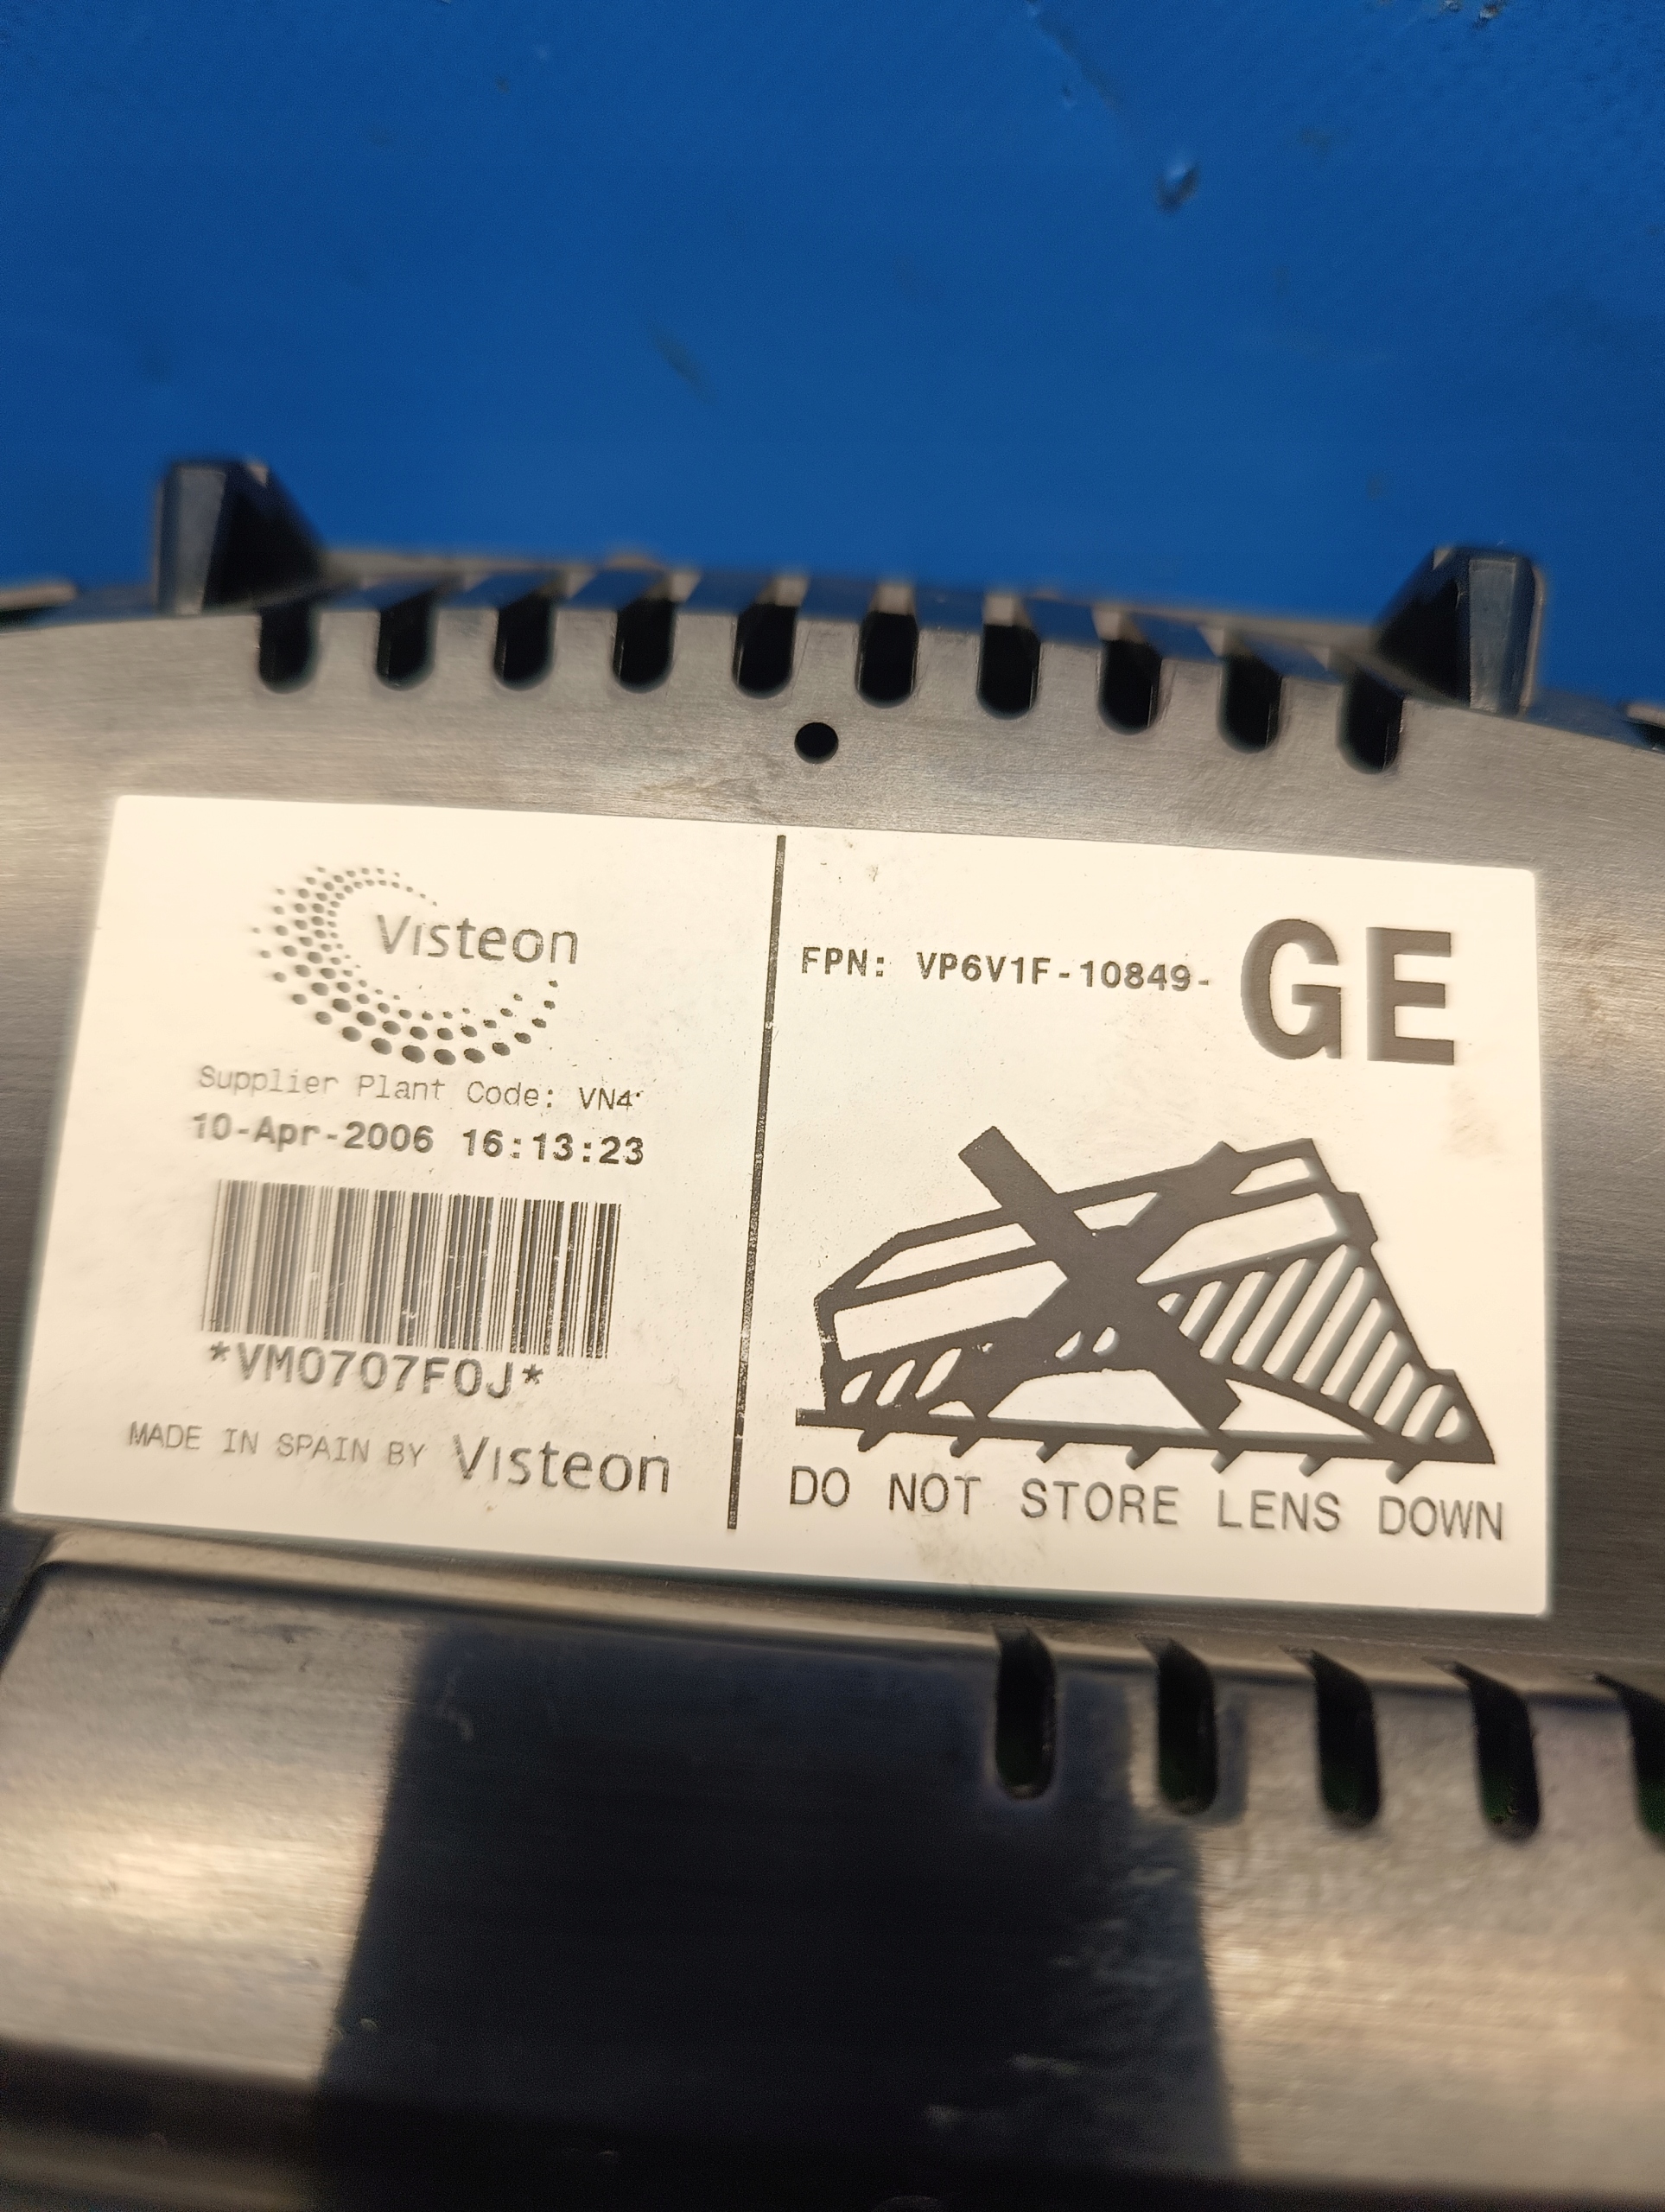 Visteon
Supplier Plant Code: VN4
10-Apr-2006 16:13:23
*VM0707F0J*
MADE IN SPAIN BY Visteon
FPN: VP6V1F-10849- GE
DO NOT STORE LENS DOWN